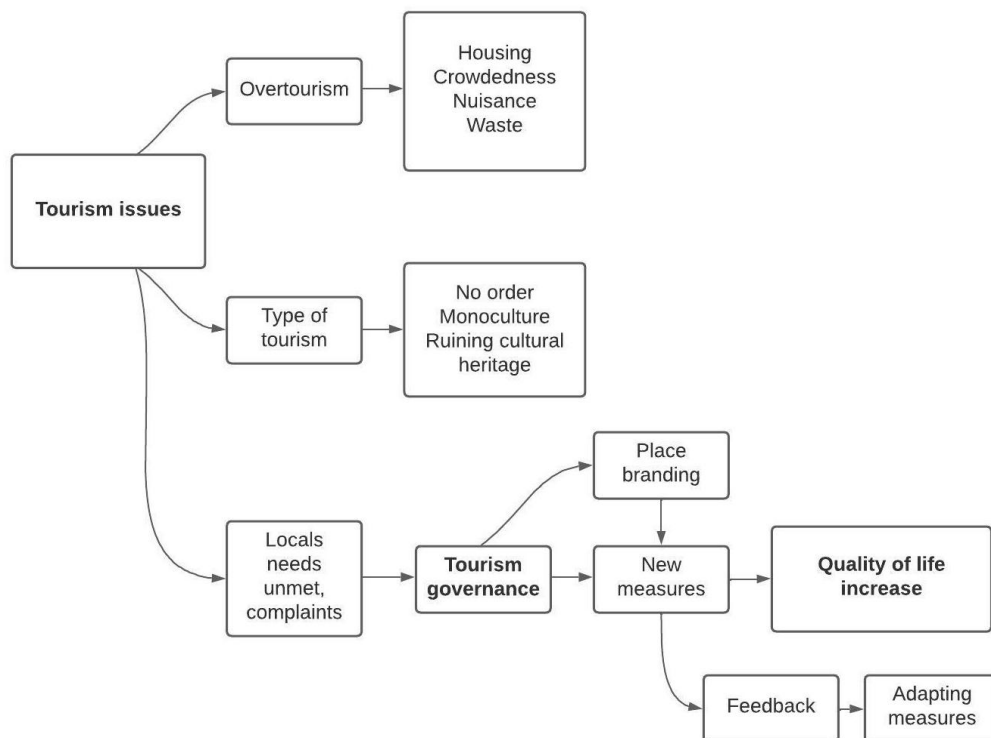 Overtourism
Housing
Crowdedness
Nuisance
Waste
Tourism issues
Type of
tourism
No order
Monoculture
Ruining cultural
heritage
Place
branding
Locals
needs
unmet,
complaints
Tourism
governance
New
measures
Quality of life
increase
Feedback
Adapting
measures